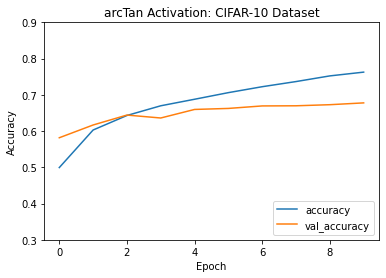 arcTan Activation: CIFAR-10 Dataset
0.9
0.8
0.7
0.6
0.5
0.4
0.3
Accuracy
accuracy
val_accuracy
0 2 4 6 8
Epoch